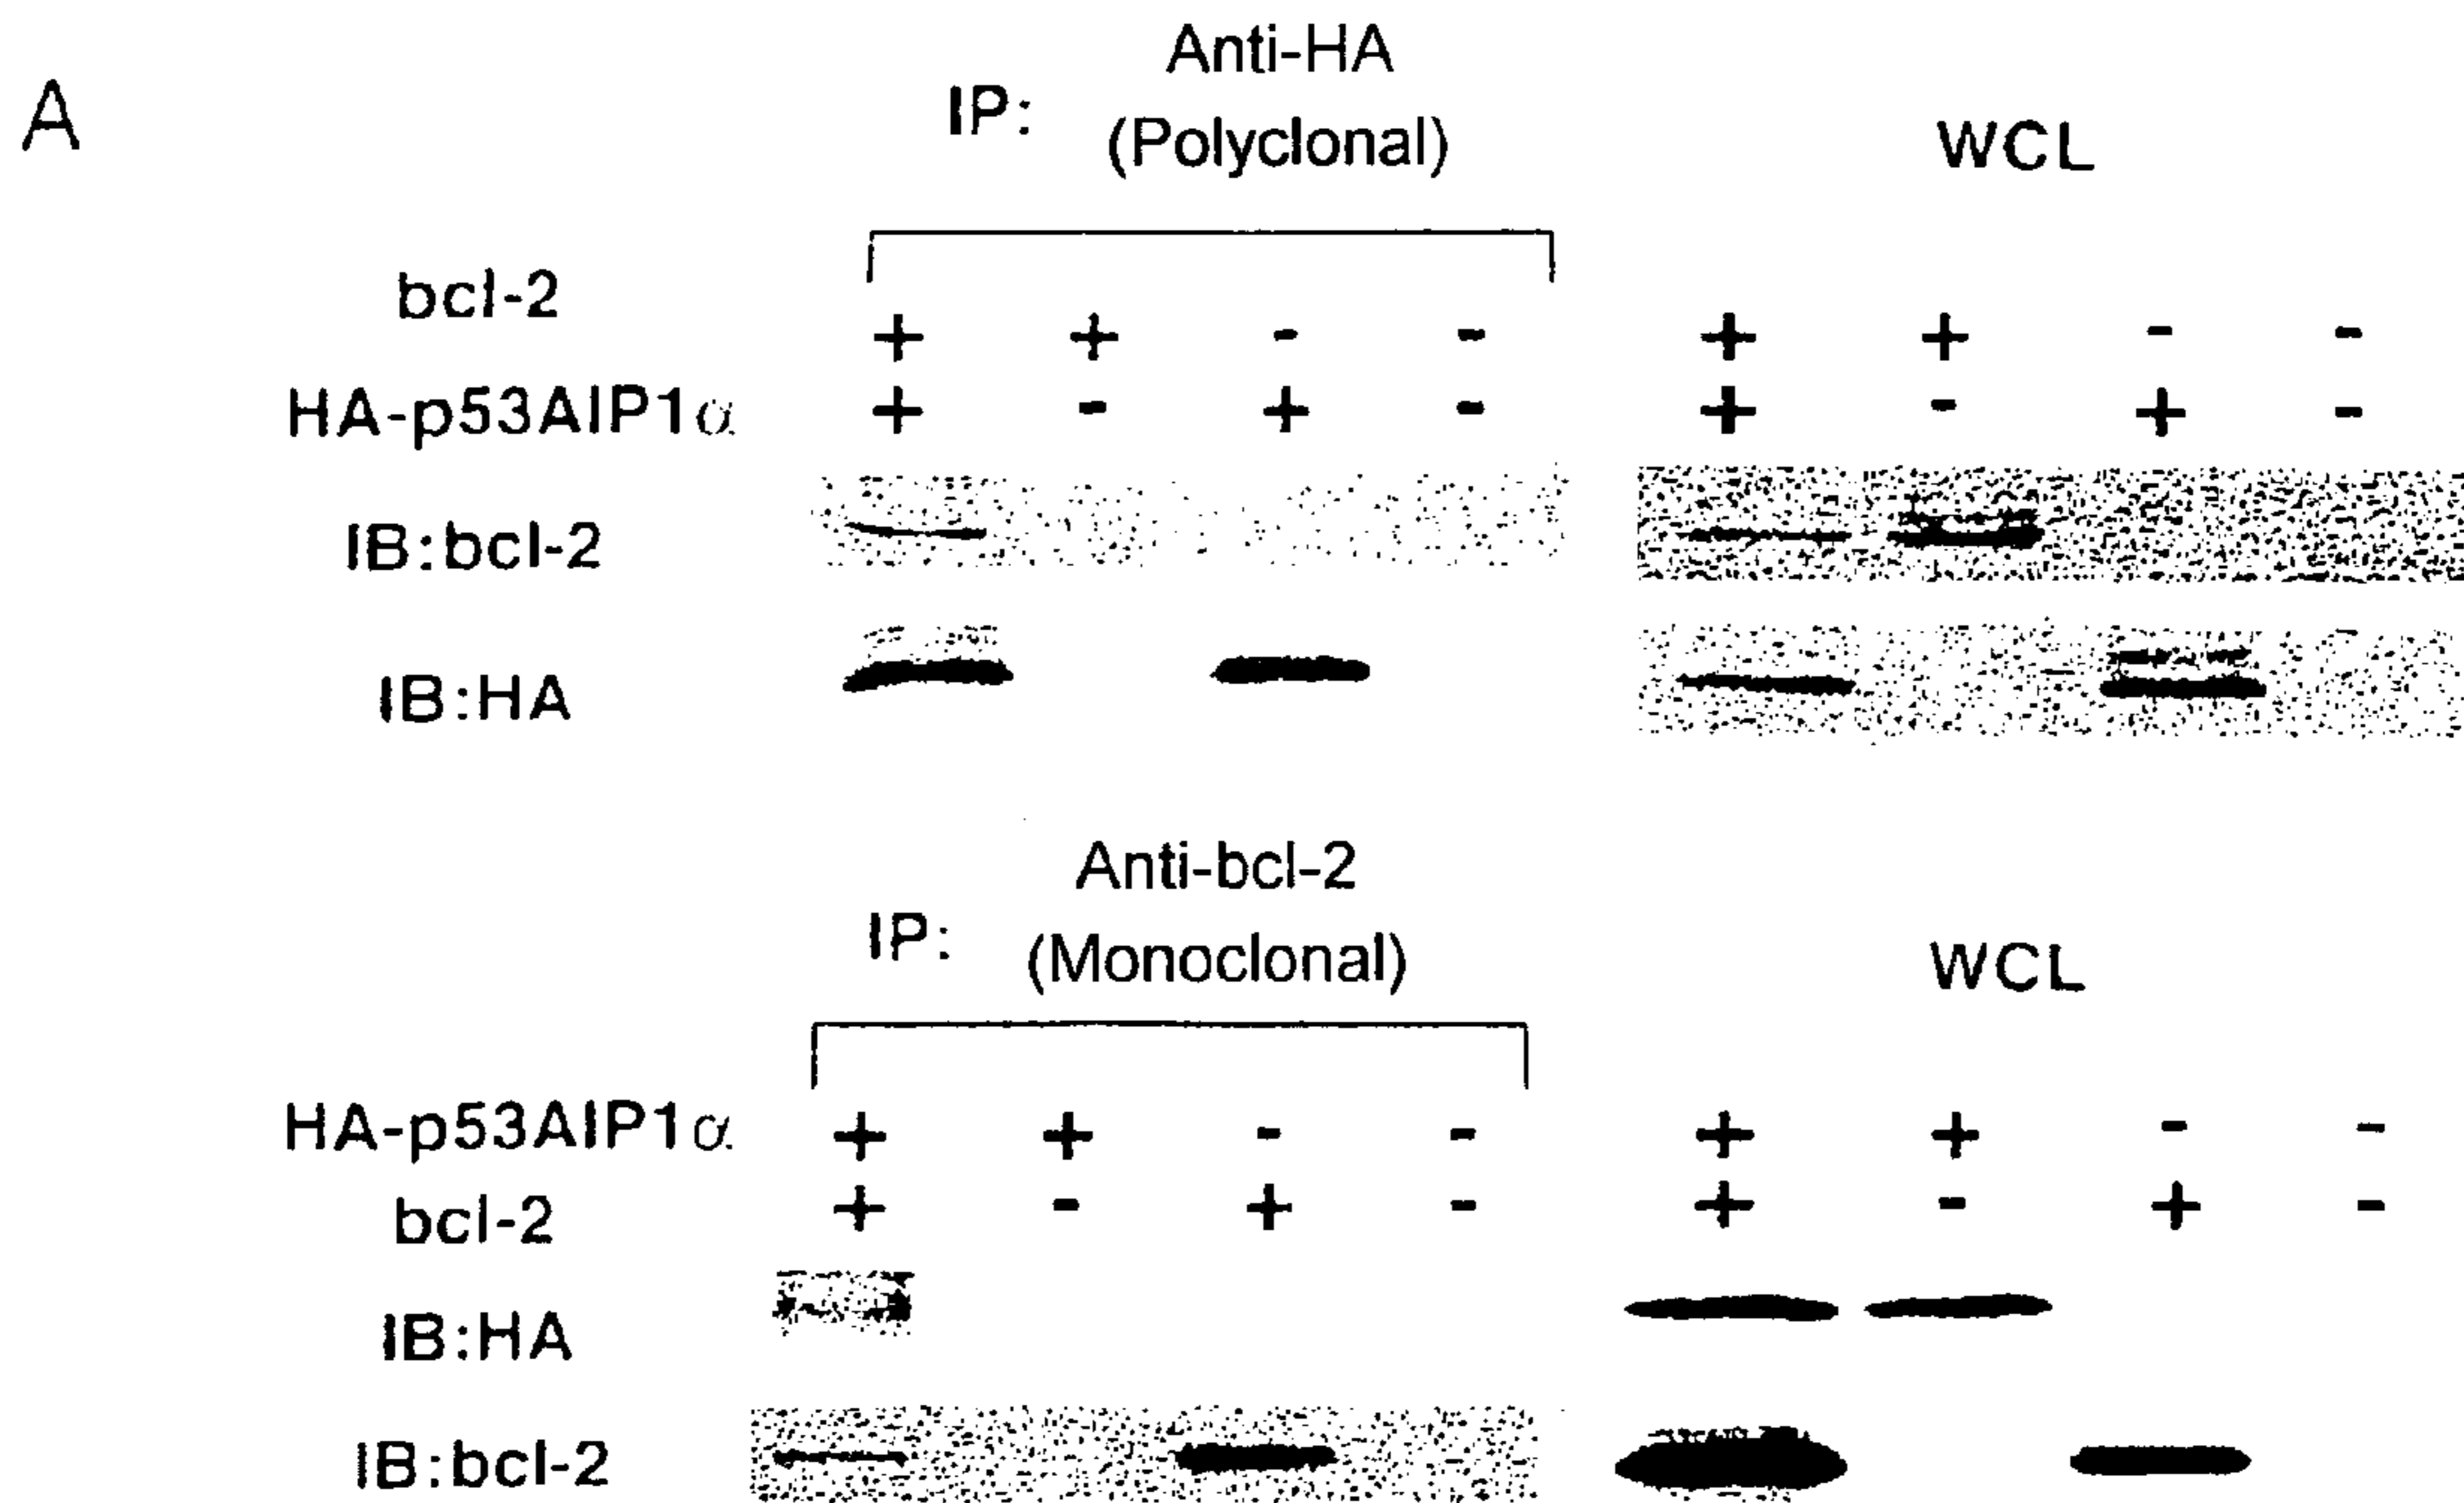 A
Anti-HA
IP: (Polyclonal) WCL
bcl-2 + + - - + + - -
HA-p53AIP1α + - + - + - + -
IB:bcl-2
IB:HA
Anti-bcl-2
IP: (Monoclonal) WCL
HA-p53AIP1α + + - - + + - -
bcl-2 + - + - + - + -
IB:HA
IB:bcl-2